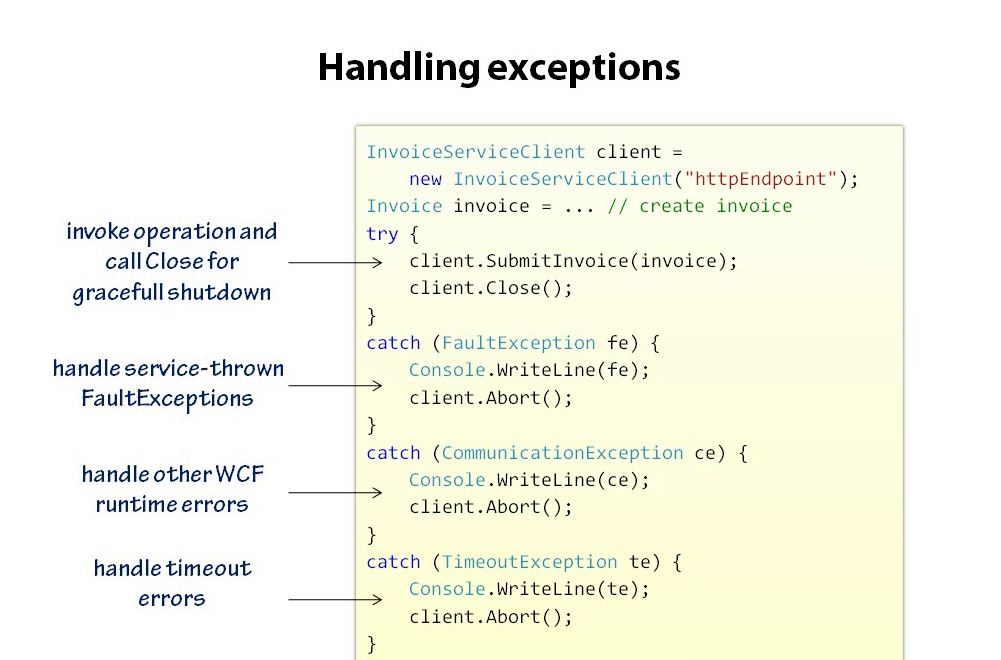 Handling exceptions
InvoiceServiceClient client =
new InvoiceServiceClient("httpEndpoint");
Invoice invoice = ... // create invoice
try {
client.SubmitInvoice(invoice);
client.Close();
}
catch (FaultException fe) {
Console.WriteLine(fe);
client.Abort();
}
catch (CommunicationException ce) {
Console.WriteLine(ce);
client.Abort();
}
catch (TimeoutException te) {
Console.WriteLine(te);
client.Abort();
}
invoke operation and
call Close for
gracefull shutdown
handle service-thrown
FaultExceptions
handle other WCF
runtime errors
handle timeout
errors